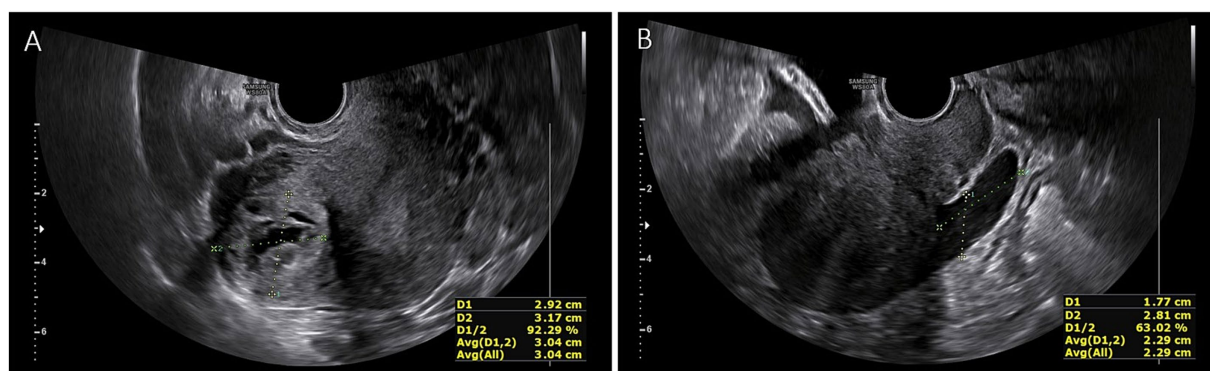 A
SAMSUNG
WS80A
2
4
6
D1 2.92 cm
D2 3.17 cm
D1/2 92.29 %
Avg(D1,2) 3.04 cm
Avg(All) 3.04 cm
B
SAMSUNG
WS80A
2
4
6
D1 1.77 cm
D2 2.81 cm
D1/2 63.02 %
Avg(D1,2) 2.29 cm
Avg(All) 2.29 cm